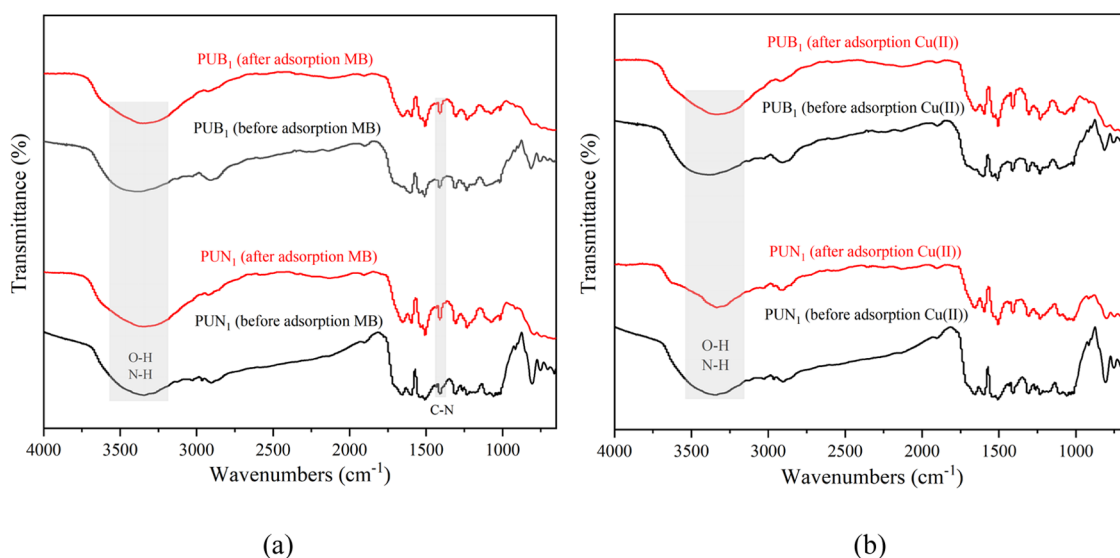 PUB₁ (after adsorption MB)
PUB₁ (before adsorption MB)
PUN₁ (after adsorption MB)
PUN₁ (before adsorption MB)
O-H
N-H
C-N
Transmittance (%)
4000 3500 3000 2500 2000 1500 1000
Wavenumbers (cm⁻¹)
(a)
PUB₁ (after adsorption Cu(II))
PUB₁ (before adsorption Cu(II))
PUN₁ (after adsorption Cu(II))
PUN₁ (before adsorption Cu(II))
O-H
N-H
Transmittance (%)
4000 3500 3000 2500 2000 1500 1000
Wavenumbers (cm⁻¹)
(b)